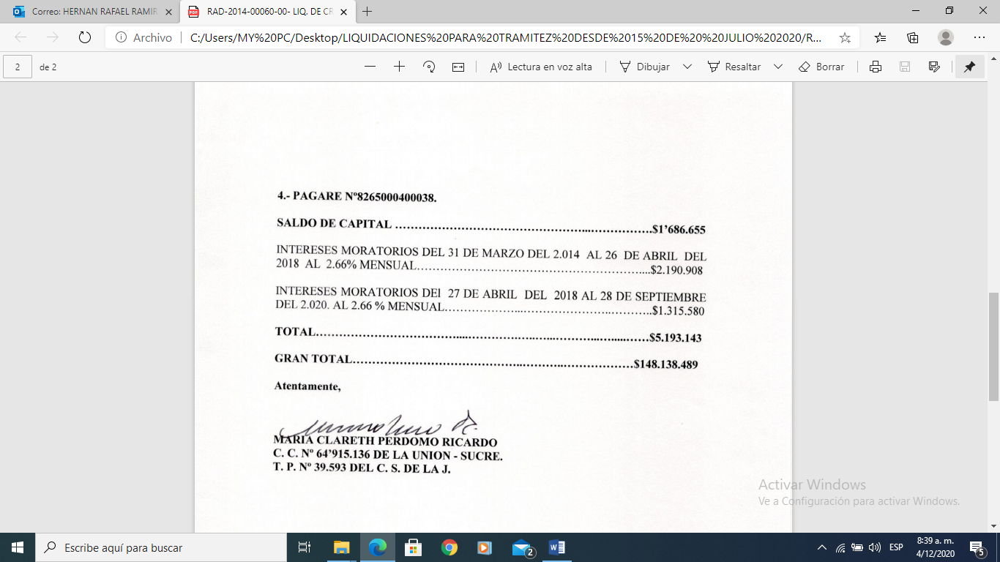 Correo: HERNAN RAFAEL RAMIR
RAD-2014-00060-00- LIQ. DE CR
Archivo
C:/Users/MY%20PC/Desktop/LIQUIDACIONES%20PARA%20TRAMITEZ%20DESDE%2015%20DE%20%20JULIO%202020/R...
2 de 2
Lectura en voz alta
Dibujar
Resaltar
Borrar
4.- PAGARE Nº8265000400038.
SALDO DE CAPITAL ……………………………………………...…………….$1’686.655
INTERESES MORATORIOS DEL 31 DE MARZO DEL 2.014 AL 26 DE ABRIL DEL
2018 AL 2.66% MENSUAL…………………………………………………....$2.190.908
INTERESES MORATORIOS DEl 27 DE ABRIL DEL 2018 AL 28 DE SEPTIEMBRE
DEL 2.020. AL 2.66 % MENSUAL………………..…………………..………..$1.315.580
TOTAL………………………………....………………..………..….....……$5.193.143
GRAN TOTAL……………………………………..………..………………$148.138.489
Atentamente,
MARIA CLARETH PERDOMO RICARDO
C. C. Nº 64’915.136 DE LA UNION - SUCRE.
T. P. Nº 39.593 DEL C. S. DE LA J.
Activar Windows
Ve a Configuración para activar Windows.
Escribe aquí para buscar
2
ESP
8:39 a. m.
4/12/2020
5